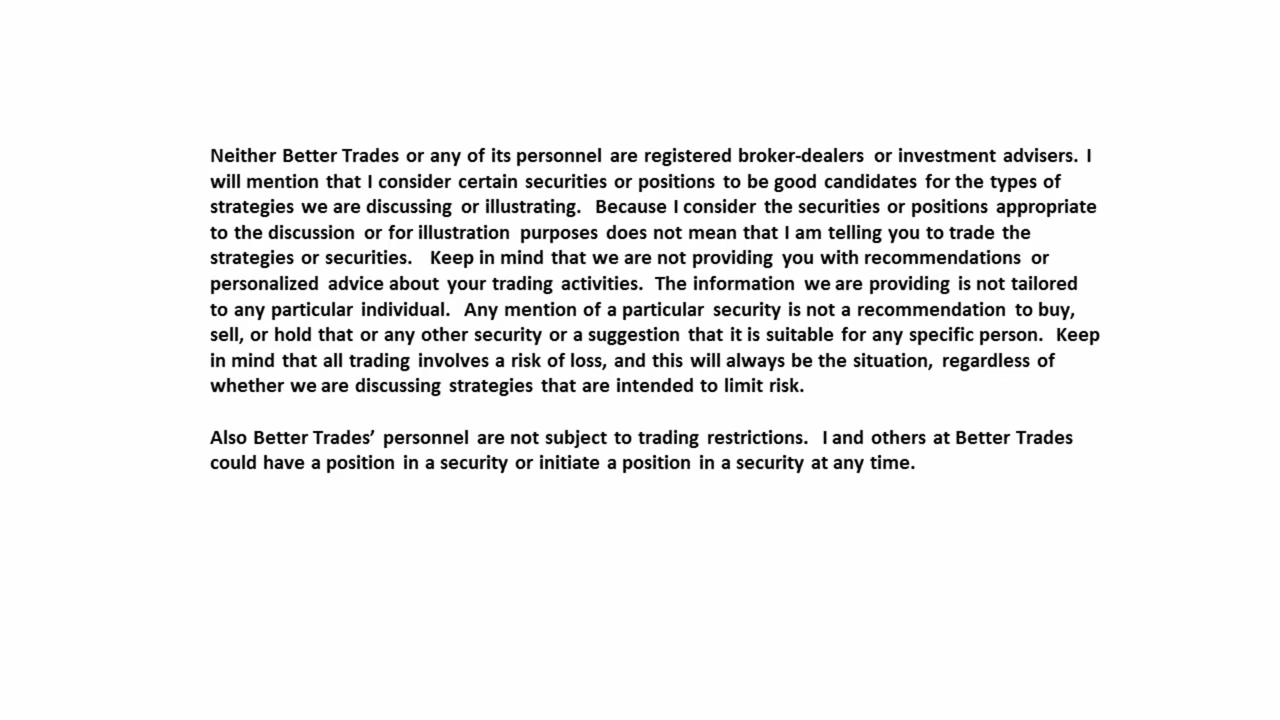 Neither Better Trades or any of its personnel are registered broker-dealers or investment advisers. I
will mention that I consider certain securities or positions to be good candidates for the types of
strategies we are discussing or illustrating. Because I consider the securities or positions appropriate
to the discussion or for illustration purposes does not mean that I am telling you to trade the
strategies or securities. Keep in mind that we are not providing you with recommendations or
personalized advice about your trading activities. The information we are providing is not tailored
to any particular individual. Any mention of a particular security is not a recommendation to buy,
sell, or hold that or any other security or a suggestion that it is suitable for any specific person. Keep
in mind that all trading involves a risk of loss, and this will always be the situation, regardless of
whether we are discussing strategies that are intended to limit risk.
Also Better Trades’ personnel are not subject to trading restrictions. I and others at Better Trades
could have a position in a security or initiate a position in a security at any time.